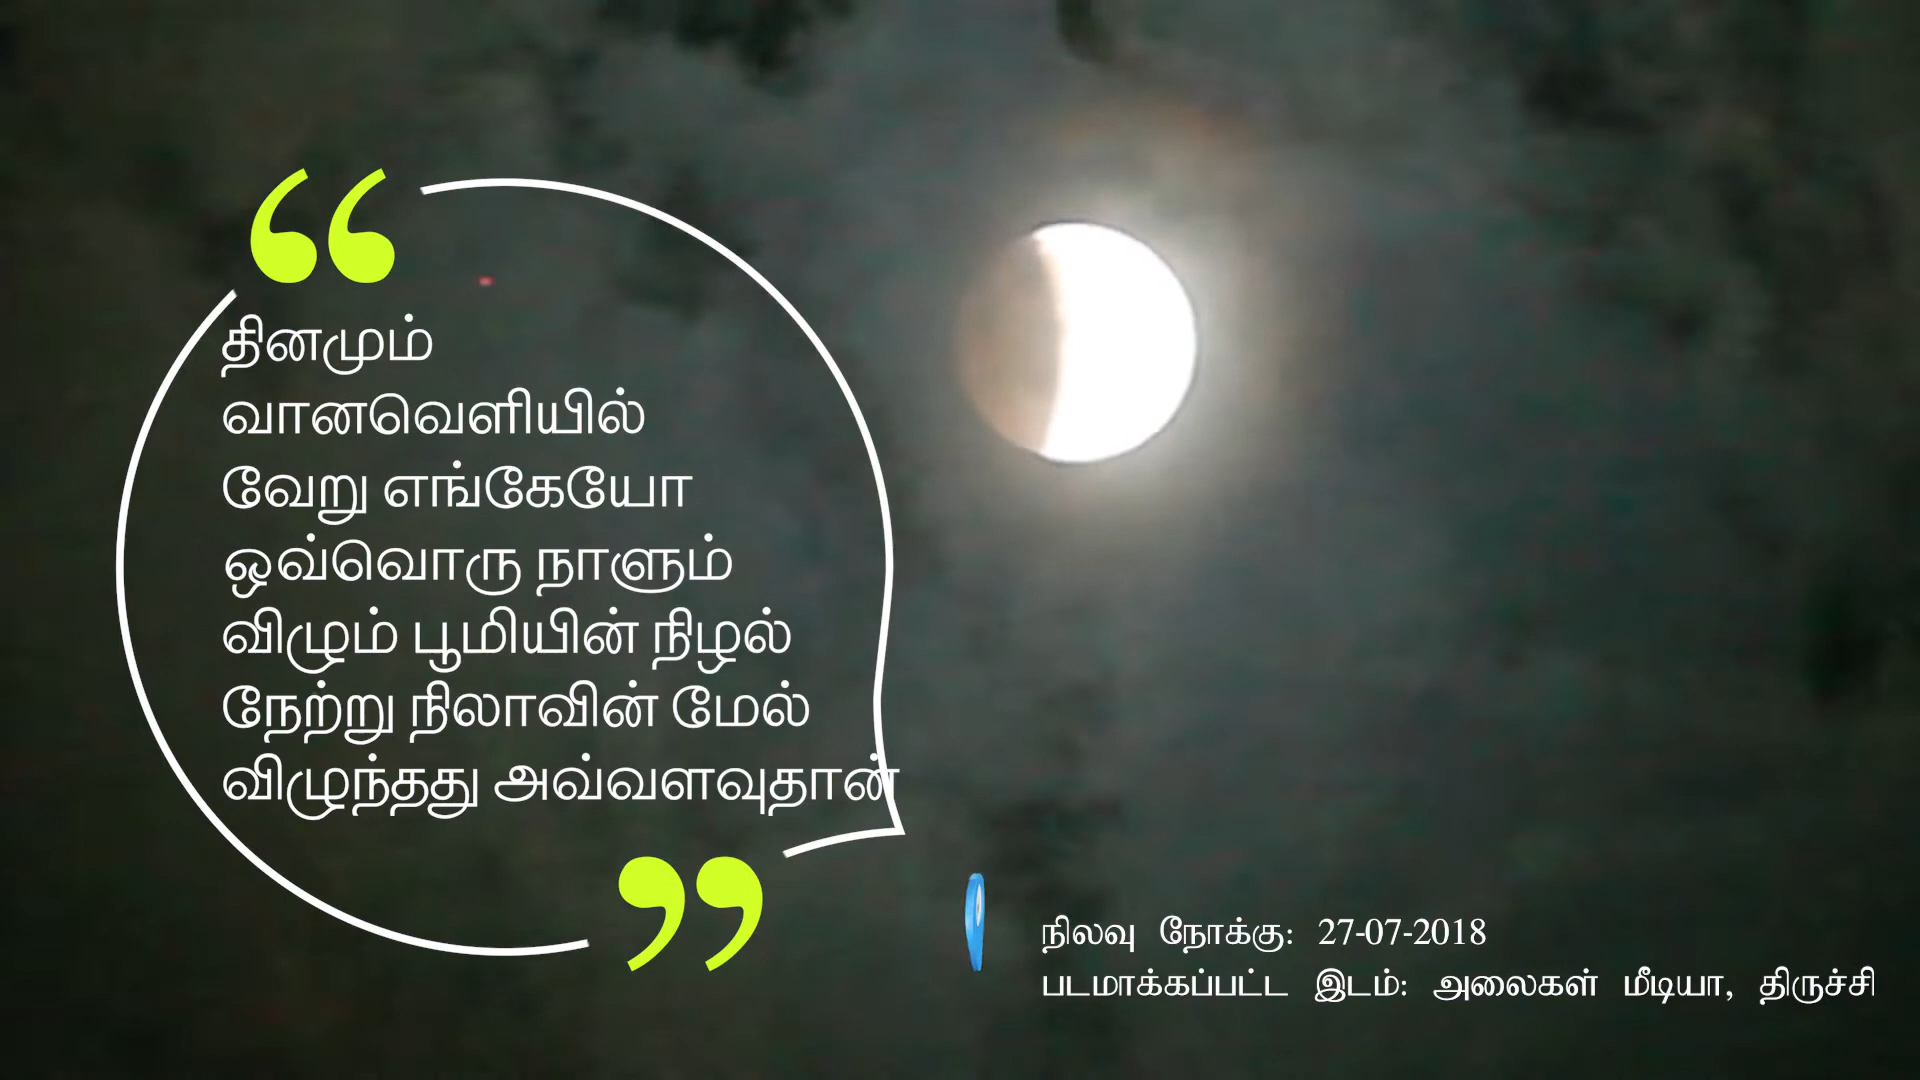 தினமும்
வானவெளியில்
வேறு எங்கேயோ
ஒவ்வொரு நாளும்
விழும் பூமியின் நிழல்
நேற்று நிலாவின் மேல்
விழுந்தது அவ்வளவுதான்
நிலவு நோக்கு: 27-07-2018
படமாக்கப்பட்ட இடம்: அலைகள் மீடியா, திருச்சி